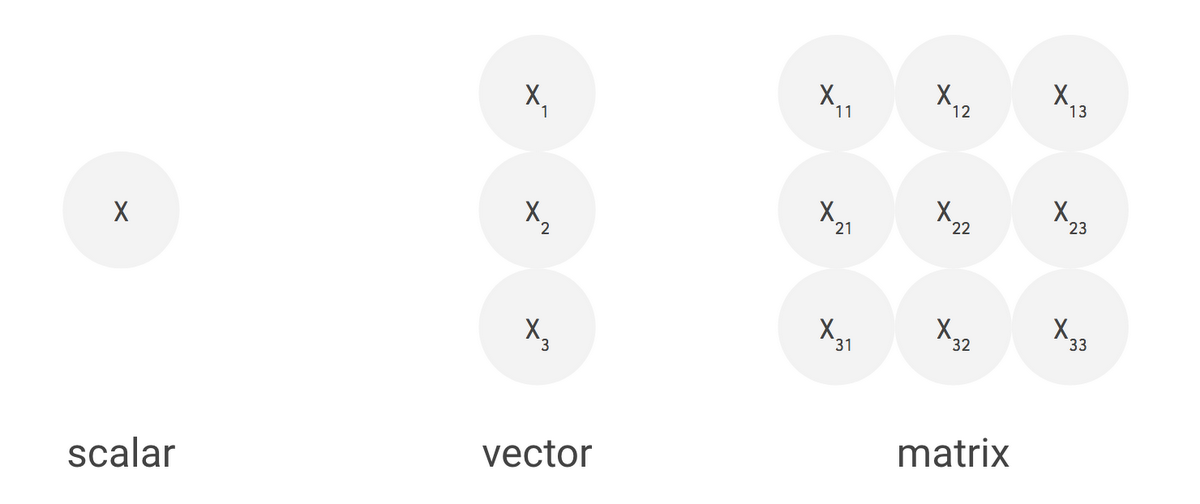 X₁ X₁₁ X₁₂ X₁₃
X X₂ X₂₁ X₂₂ X₂₃
X₃ X₃₁ X₃₂ X₃₃
scalar vector matrix